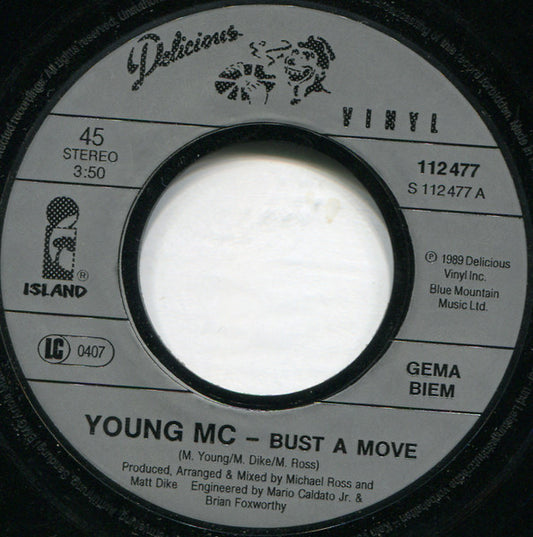 Delicious
VINYL
45
STEREO
3:50
112 477
S 112 477 A
ISLAND
®
℗ 1989 Delicious
Vinyl Inc.
Blue Mountain
Music Ltd.
LC 0407
GEMA
BIEM
YOUNG MC – BUST A MOVE
(M. Young/M. Dike/M. Ross)
Produced, Arranged & Mixed by Michael Ross and
Matt Dike Engineered by Mario Caldato Jr. &
Brian Foxworthy